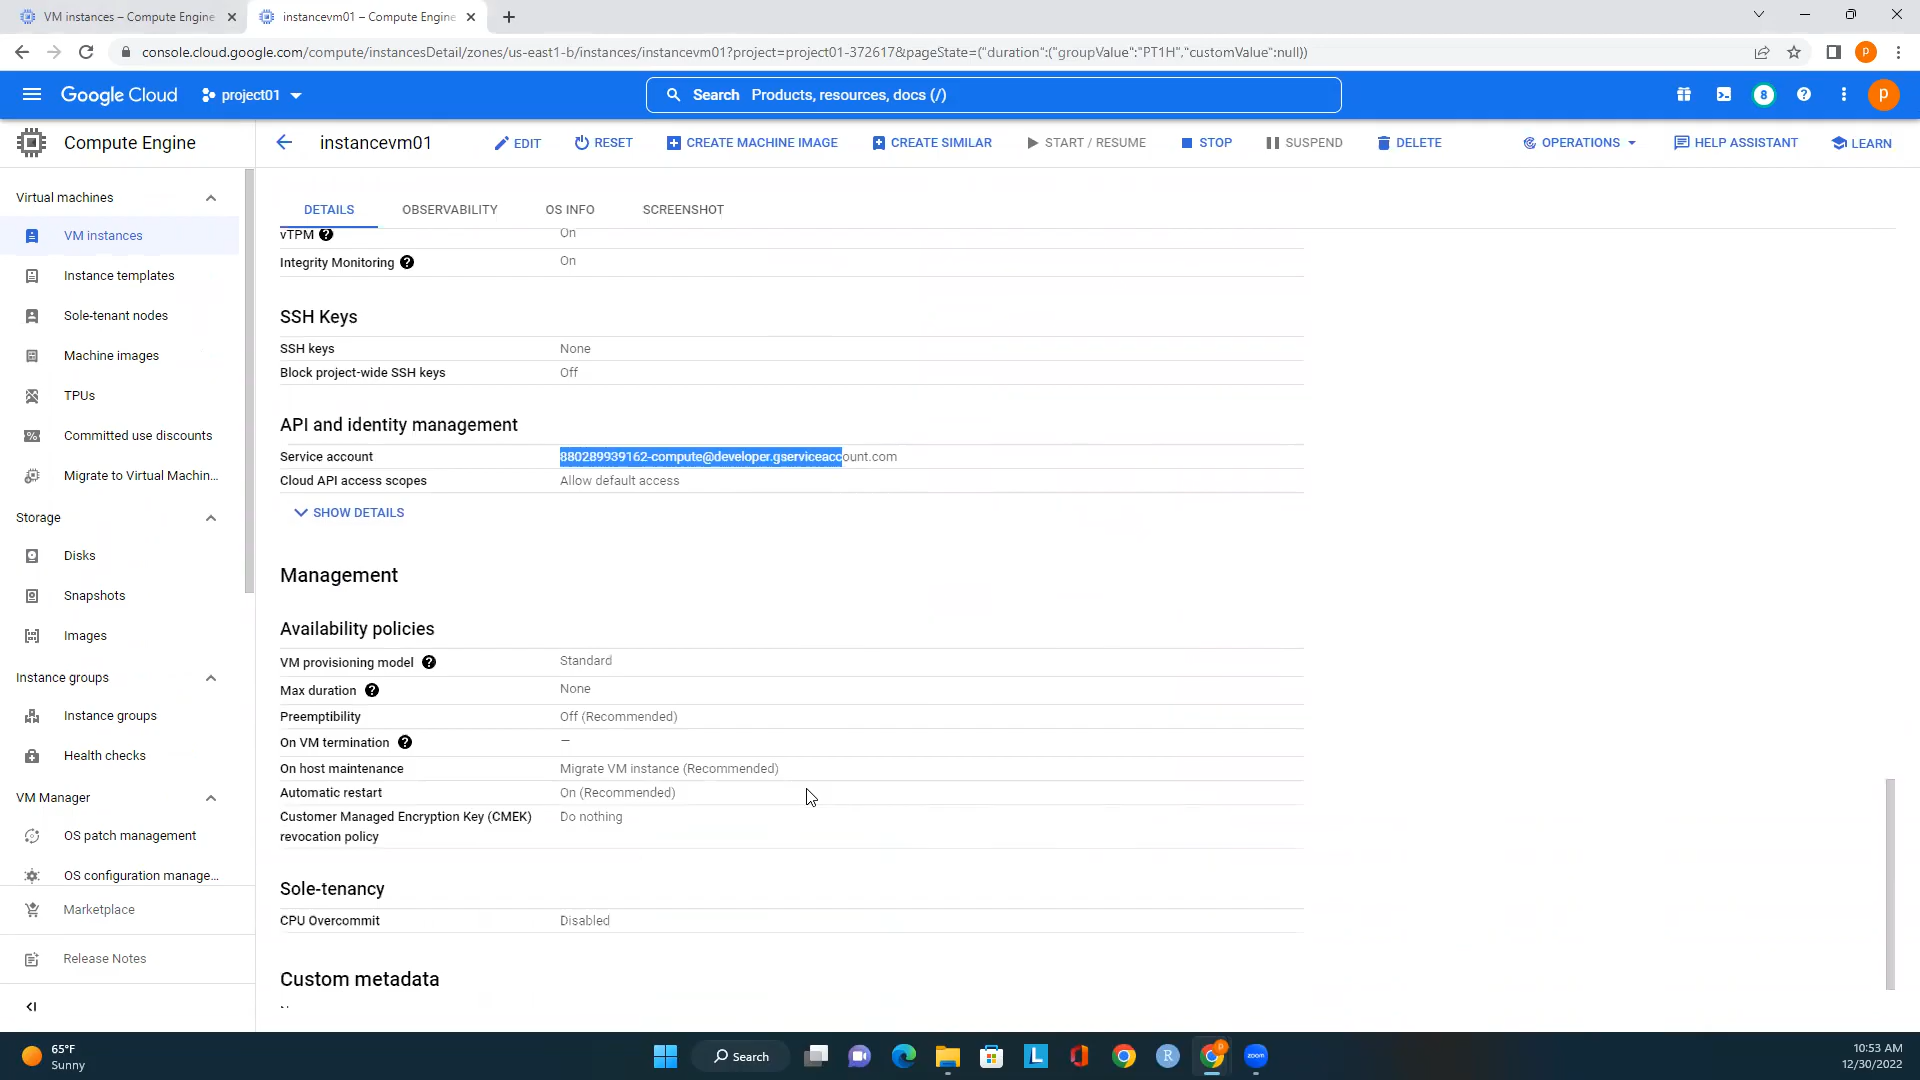 VM instances – Compute Engine
instancevm01 – Compute Engine
console.cloud.google.com/compute/instancesDetail/zones/us-east1-b/instances/instancevm01?project=project01-372617&pageState=("duration":("groupValue":"PT1H","customValue":null))
P
Google Cloud
project01
Search Products, resources, docs (/)
8
P
Compute Engine
instancevm01
EDIT
RESET
CREATE MACHINE IMAGE
CREATE SIMILAR
START / RESUME
STOP
SUSPEND
DELETE
OPERATIONS
HELP ASSISTANT
LEARN
Virtual machines
VM instances
Instance templates
Sole-tenant nodes
Machine images
TPUs
Committed use discounts
Migrate to Virtual Machin...
Storage
Disks
Snapshots
Images
Instance groups
Instance groups
Health checks
VM Manager
OS patch management
OS configuration manage...
Marketplace
Release Notes
DETAILS
OBSERVABILITY
OS INFO
SCREENSHOT
vTPM On
Integrity Monitoring On
SSH Keys
SSH keys None
Block project-wide SSH keys Off
API and identity management
Service account 880289939162-compute@developer.gserviceaccount.com
Cloud API access scopes Allow default access
SHOW DETAILS
Management
Availability policies
VM provisioning model Standard
Max duration None
Preemptibility Off (Recommended)
On VM termination —
On host maintenance Migrate VM instance (Recommended)
Automatic restart On (Recommended)
Customer Managed Encryption Key (CMEK) Do nothing
revocation policy
Sole-tenancy
CPU Overcommit Disabled
Custom metadata
65°F
Sunny
Search
L
R
zoom
10:53 AM
12/30/2022